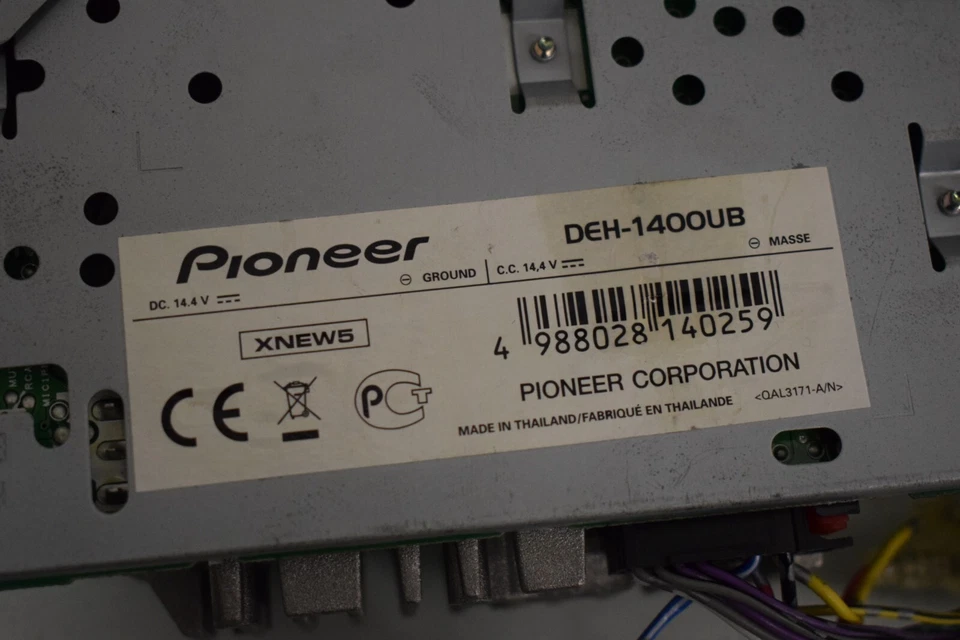 Pioneer
DEH-1400UB
DC. 14.4 V
⊖ GROUND
C.C. 14,4 V
⊖ MASSE
XNEW5
4 988028 140259
CE
PCT
PIONEER CORPORATION
MADE IN THAILAND/FABRIQUÉ EN THAILANDE
<QAL3171-A/N>